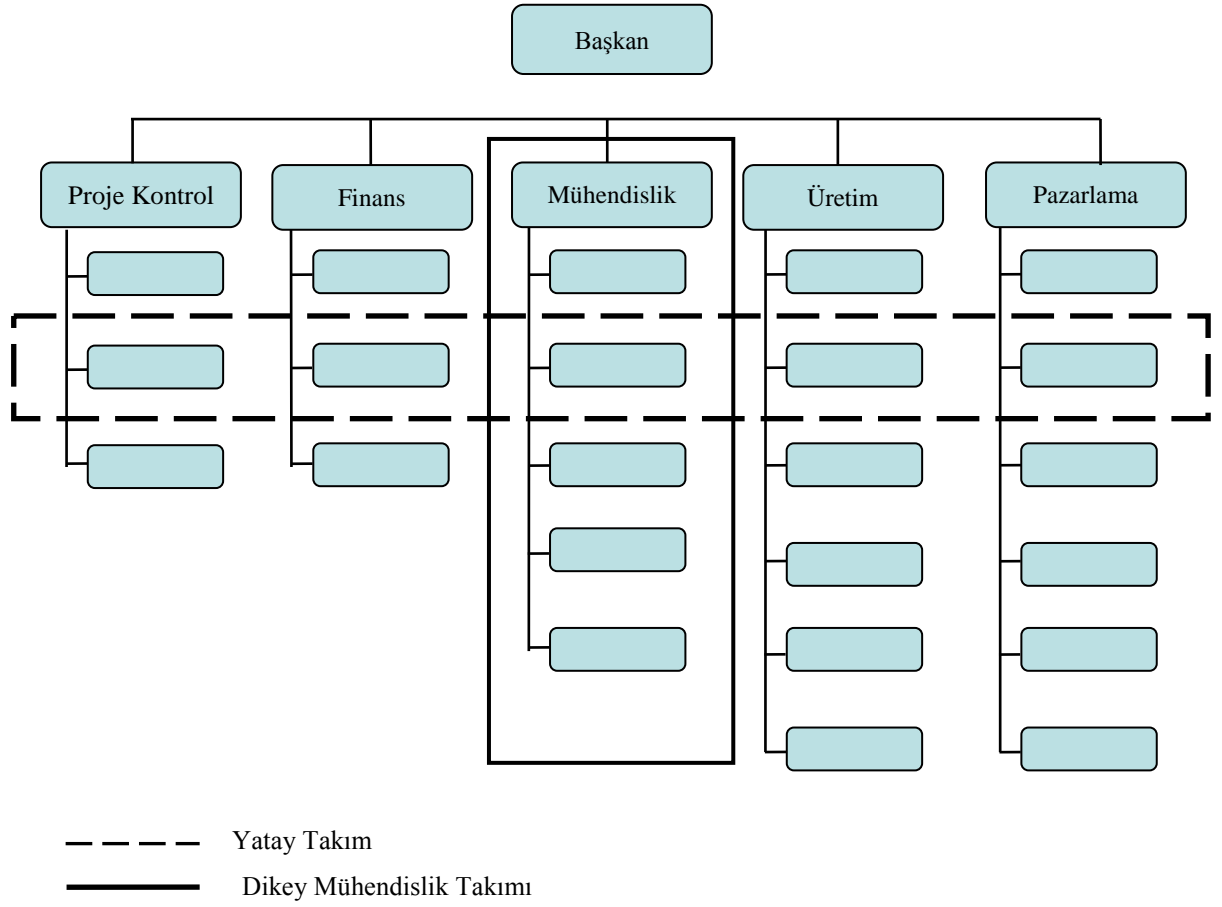 Başkan
Proje Kontrol
Finans
Mühendislik
Üretim
Pazarlama
Yatay Takım
Dikey Mühendislik Takımı